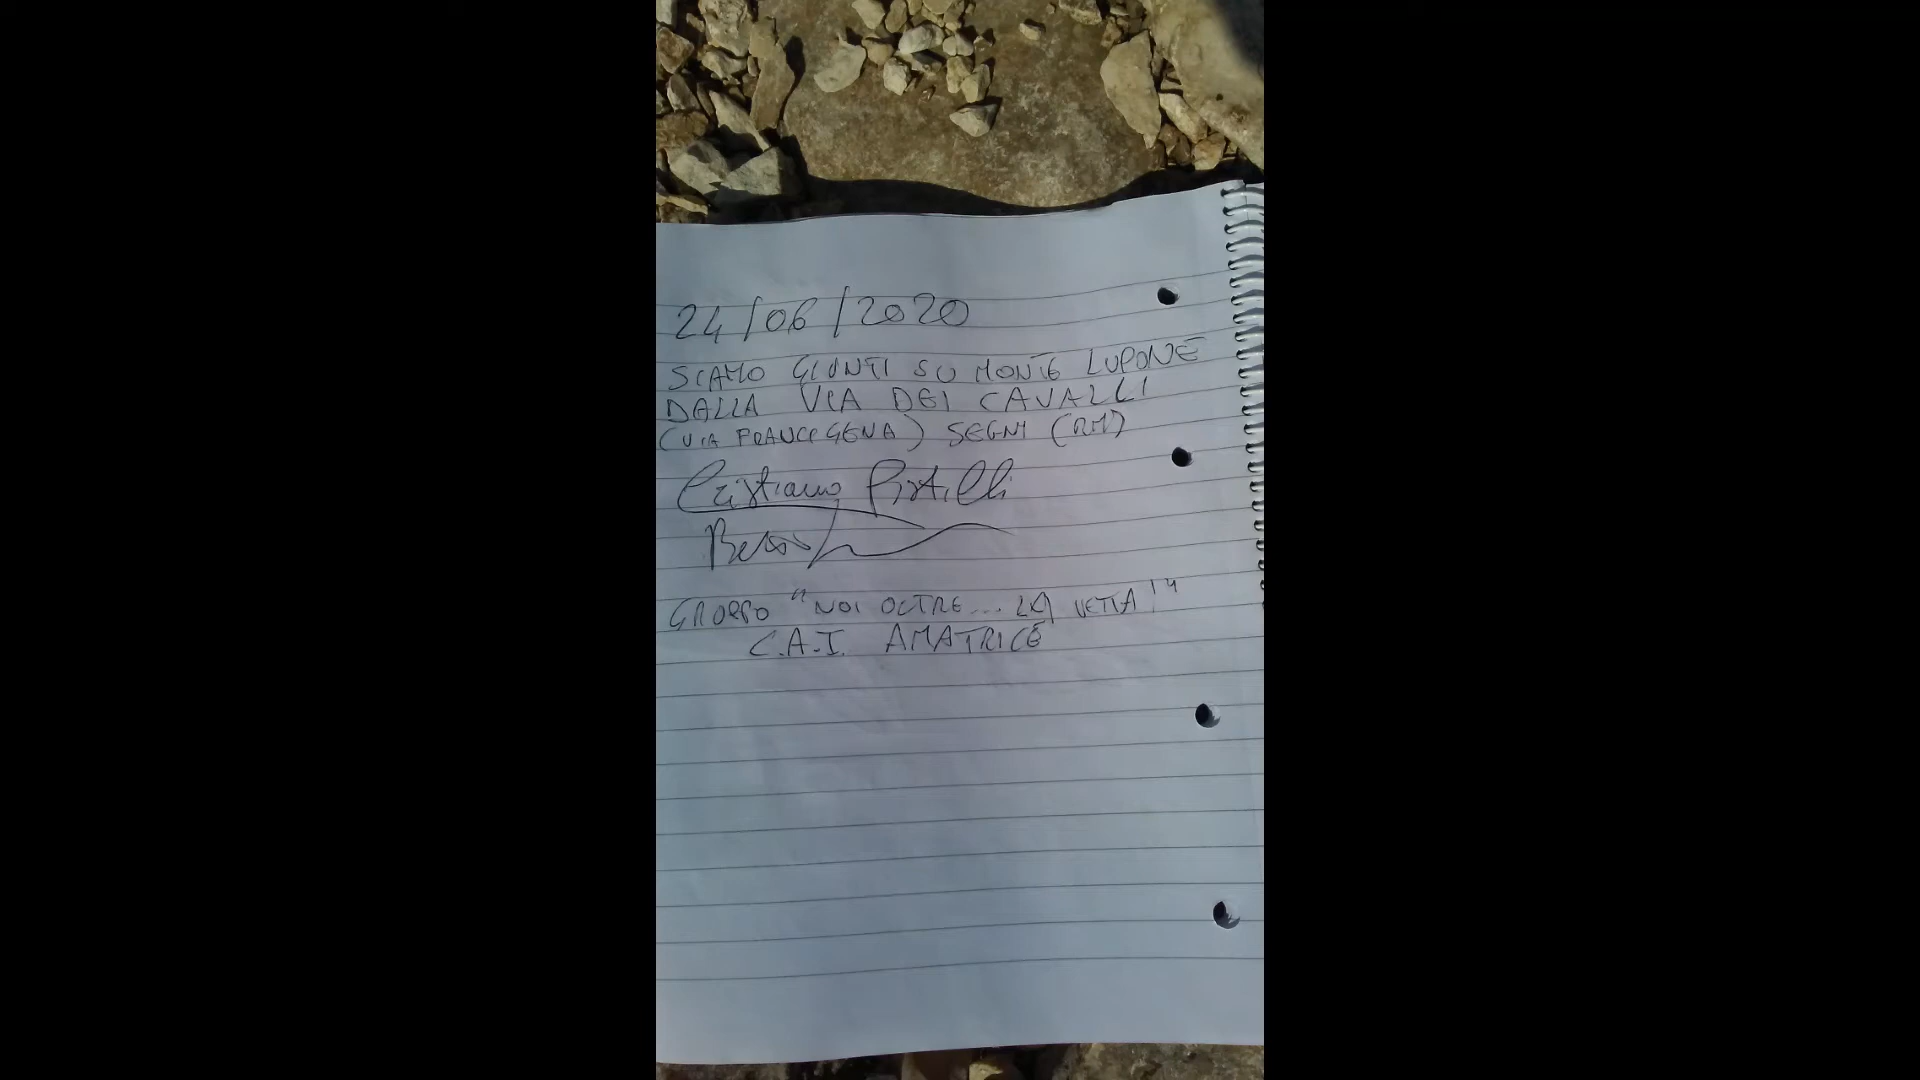 24/06/2020
SIAMO GIUNTI SU MONTE LUPONE
DALLA VIA DEI CAVALLI
(VIA FRANCIGENA) SEGNI (RM)
Cristiano Pistilli
GRUPPO "NOI OLTRE... LA VETTA!"
C.A.I. AMATRICE